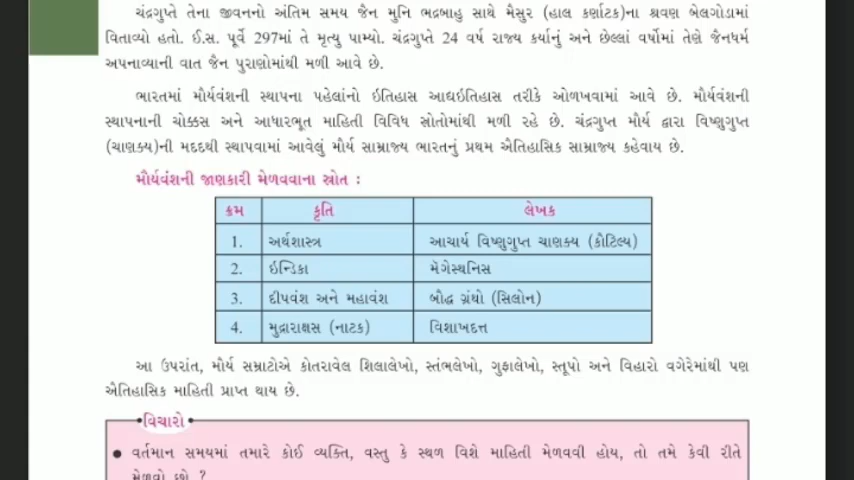 ચંદ્રગુપ્તે તેના જીવનનો અંતિમ સમય જૈન મુનિ ભદ્રબાહુ સાથે મૈસુર (હાલ કર્ણાટક)ના શ્રવણ બેલગોડામાં
વિતાવ્યો હતો. ઈ.સ. પૂર્વે 297માં તે મૃત્યુ પામ્યો. ચંદ્રગુપ્તે 24 વર્ષ રાજ્ય કર્યાનું અને છેલ્લાં વર્ષોમાં તેણે જૈનધર્મ
અપનાવ્યાની વાત જૈન પુરાણોમાંથી મળી આવે છે.
ભારતમાં મૌર્યવંશની સ્થાપના પહેલાંનો ઇતિહાસ આદ્યઇતિહાસ તરીકે ઓળખવામાં આવે છે. મૌર્યવંશની
સ્થાપનાની ચોક્કસ અને આધારભૂત માહિતી વિવિધ સ્રોતોમાંથી મળી રહે છે. ચંદ્રગુપ્ત મૌર્ય દ્વારા વિષ્ણુગુપ્ત
(ચાણક્ય)ની મદદથી સ્થાપવામાં આવેલું મૌર્ય સામ્રાજ્ય ભારતનું પ્રથમ ઐતિહાસિક સામ્રાજ્ય કહેવાય છે.
મૌર્યવંશની જાણકારી મેળવવાના સ્રોત :
ક્રમ કૃતિ લેખક
1. અર્થશાસ્ત્ર આચાર્ય વિષ્ણુગુપ્ત ચાણક્ય (કૌટિલ્ય)
2. ઇન્ડિકા મૅગેસ્થનિસ
3. દીપવંશ અને મહાવંશ બૌદ્ધ ગ્રંથો (સિલોન)
4. મુદ્રારાક્ષસ (નાટક) વિશાખદત્ત
આ ઉપરાંત, મૌર્ય સમ્રાટોએ કોતરાવેલ શિલાલેખો, સ્તંભલેખો, ગુફાલેખો, સ્તૂપો અને વિહારો વગેરેમાંથી પણ
ઐતિહાસિક માહિતી પ્રાપ્ત થાય છે.
વિચારો
● વર્તમાન સમયમાં તમારે કોઈ વ્યક્તિ, વસ્તુ કે સ્થળ વિશે માહિતી મેળવવી હોય, તો તમે કેવી રીતે
મેળવો છો ?